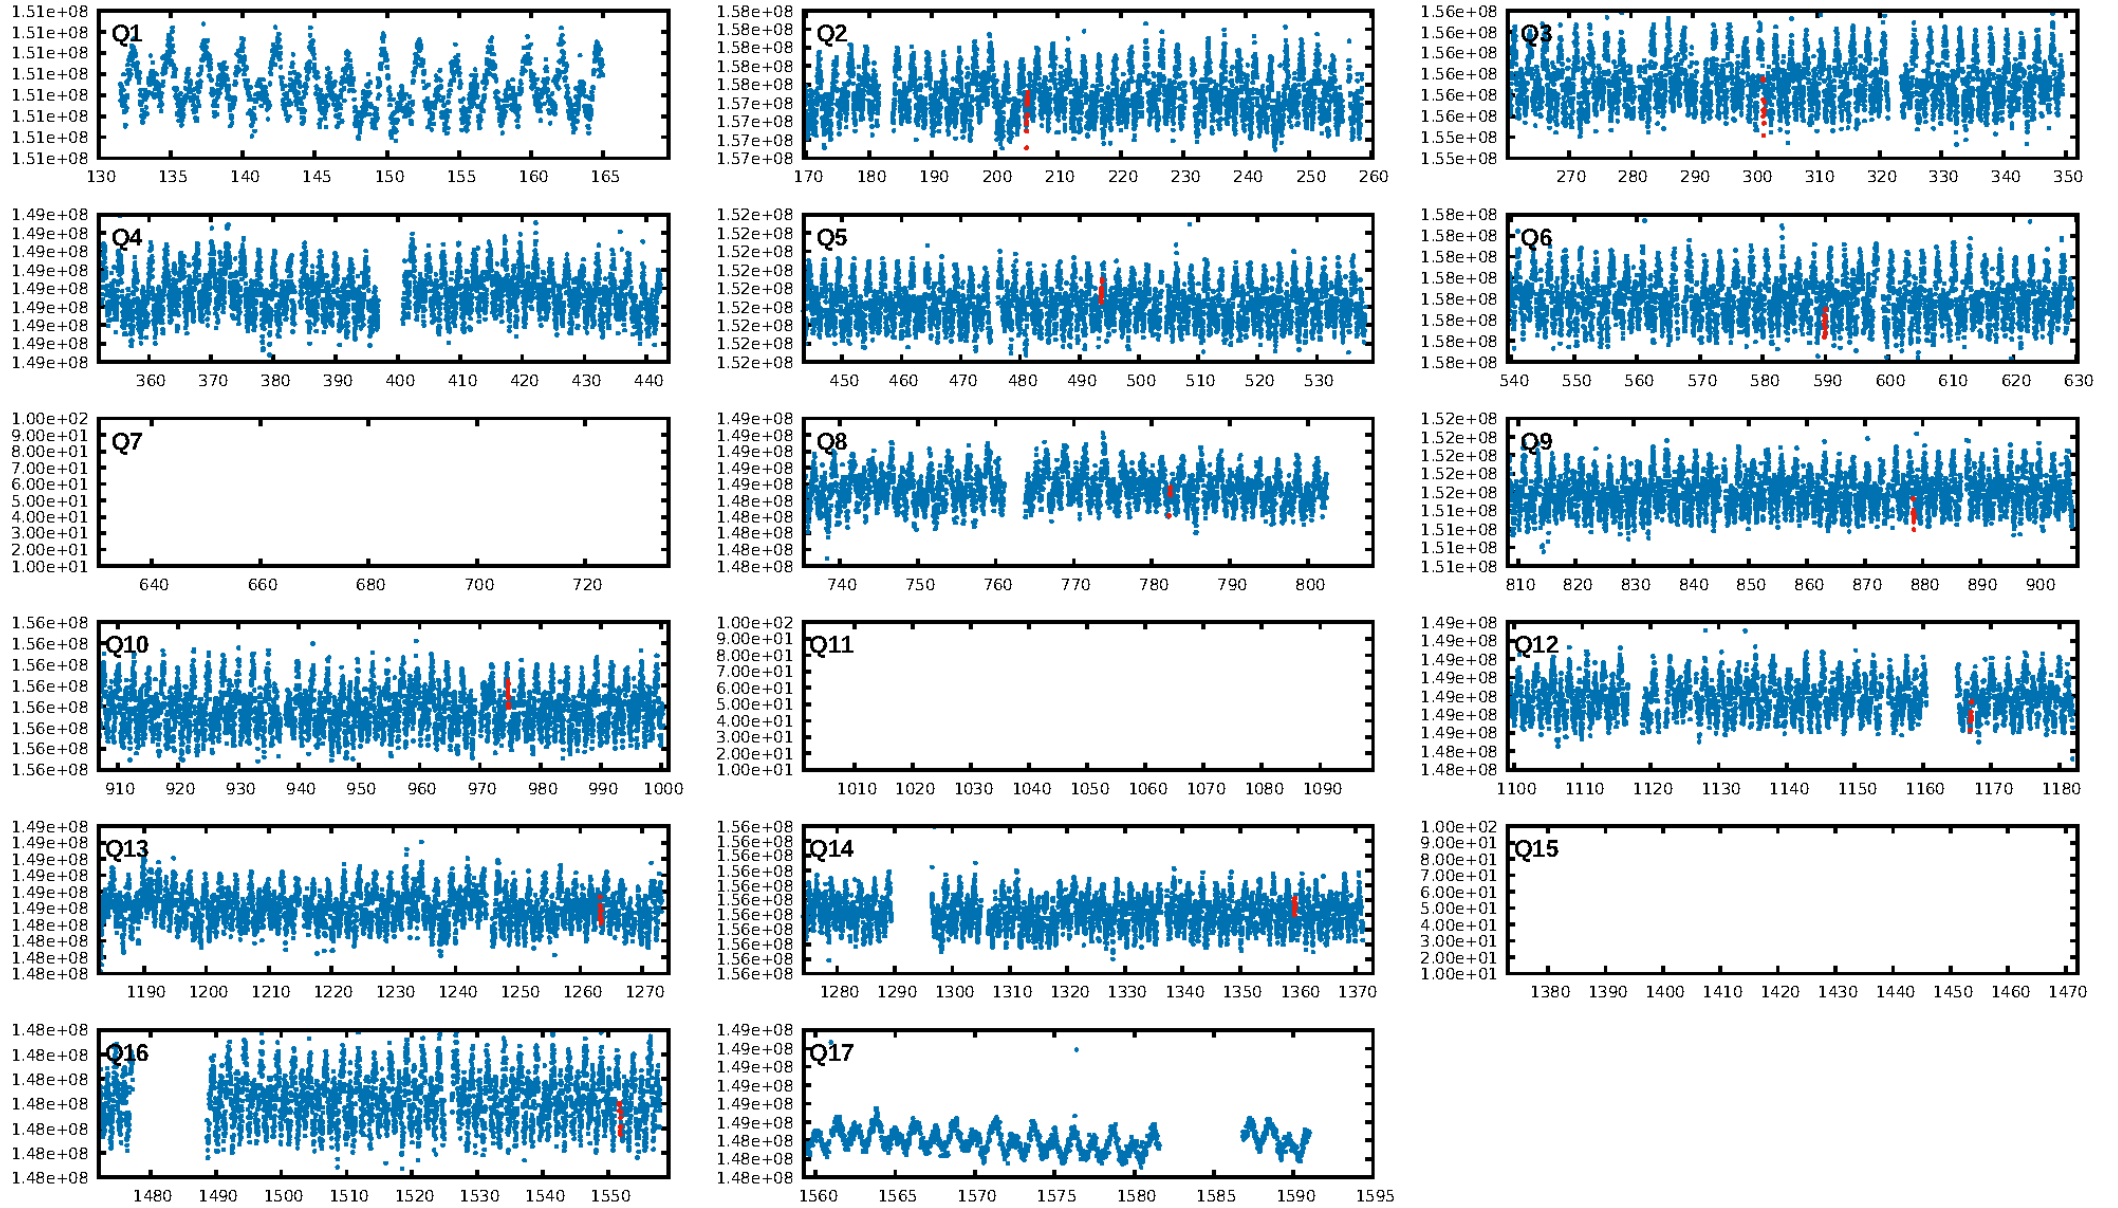 Q1
1.51e+08
1.51e+08
1.51e+08
1.51e+08
1.51e+08
1.51e+08
1.51e+08
1.51e+08
130 135 140 145 150 155 160 165
Q2
1.58e+08
1.58e+08
1.58e+08
1.58e+08
1.58e+08
1.57e+08
1.57e+08
1.57e+08
1.57e+08
170 180 190 200 210 220 230 240 250 260
Q3
1.56e+08
1.56e+08
1.56e+08
1.56e+08
1.56e+08
1.56e+08
1.55e+08
1.55e+08
270 280 290 300 310 320 330 340 350
Q4
1.49e+08
1.49e+08
1.49e+08
1.49e+08
1.49e+08
1.49e+08
1.49e+08
1.49e+08
1.49e+08
360 370 380 390 400 410 420 430 440
Q5
1.52e+08
1.52e+08
1.52e+08
1.52e+08
1.52e+08
1.52e+08
1.52e+08
1.52e+08
1.52e+08
450 460 470 480 490 500 510 520 530
Q6
1.58e+08
1.58e+08
1.58e+08
1.58e+08
1.58e+08
1.58e+08
1.58e+08
1.58e+08
540 550 560 570 580 590 600 610 620 630
Q7
1.00e+02
9.00e+01
8.00e+01
7.00e+01
6.00e+01
5.00e+01
4.00e+01
3.00e+01
2.00e+01
1.00e+01
640 660 680 700 720
Q8
1.49e+08
1.49e+08
1.49e+08
1.49e+08
1.49e+08
1.48e+08
1.48e+08
1.48e+08
1.48e+08
1.48e+08
740 750 760 770 780 790 800
Q9
1.52e+08
1.52e+08
1.52e+08
1.52e+08
1.52e+08
1.51e+08
1.51e+08
1.51e+08
1.51e+08
810 820 830 840 850 860 870 880 890 900
Q10
1.56e+08
1.56e+08
1.56e+08
1.56e+08
1.56e+08
1.56e+08
1.56e+08
1.56e+08
910 920 930 940 950 960 970 980 990 1000
Q11
1.00e+02
9.00e+01
8.00e+01
7.00e+01
6.00e+01
5.00e+01
4.00e+01
3.00e+01
2.00e+01
1.00e+01
1010 1020 1030 1040 1050 1060 1070 1080 1090
Q12
1.49e+08
1.49e+08
1.49e+08
1.49e+08
1.49e+08
1.49e+08
1.49e+08
1.48e+08
1.48e+08
1100 1110 1120 1130 1140 1150 1160 1170 1180
Q13
1.49e+08
1.49e+08
1.49e+08
1.49e+08
1.49e+08
1.49e+08
1.48e+08
1.48e+08
1.48e+08
1.48e+08
1190 1200 1210 1220 1230 1240 1250 1260 1270
Q14
1.56e+08
1.56e+08
1.56e+08
1.56e+08
1.56e+08
1.56e+08
1.56e+08
1.56e+08
1.56e+08
1.56e+08
1.56e+08
1280 1290 1300 1310 1320 1330 1340 1350 1360 1370
Q15
1.00e+02
9.00e+01
8.00e+01
7.00e+01
6.00e+01
5.00e+01
4.00e+01
3.00e+01
2.00e+01
1.00e+01
1380 1390 1400 1410 1420 1430 1440 1450 1460 1470
Q16
1.48e+08
1.48e+08
1.48e+08
1.48e+08
1.48e+08
1.48e+08
1.48e+08
1480 1490 1500 1510 1520 1530 1540 1550
Q17
1.49e+08
1.49e+08
1.49e+08
1.49e+08
1.49e+08
1.49e+08
1.48e+08
1.48e+08
1.48e+08
1560 1565 1570 1575 1580 1585 1590 1595